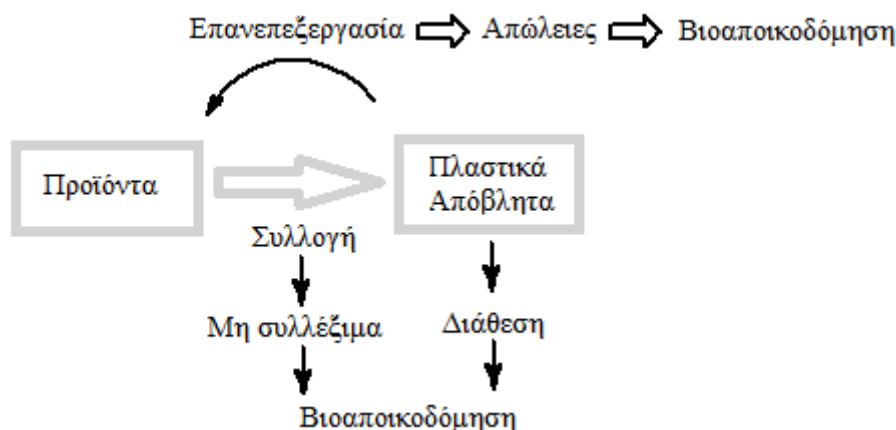 Επανεπεξεργασία Απώλειες Βιοαποικοδόμηση
Προϊόντα
Πλαστικά
Απόβλητα
Συλλογή
Μη συλλέξιμα
Διάθεση
Βιοαποικοδόμηση